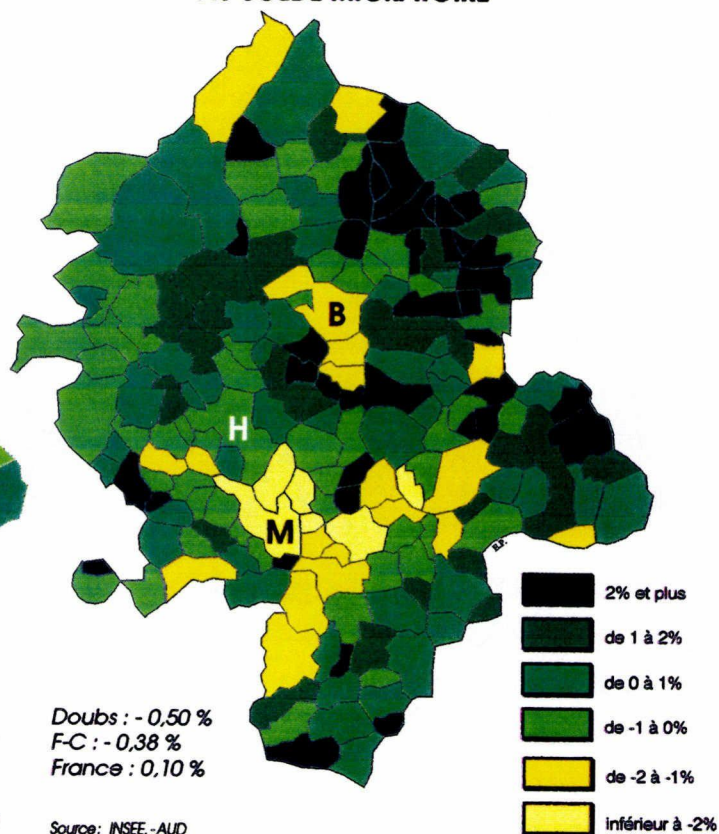 B
H
M
R.P.
2% et plus
de 1 à 2%
de 0 à 1%
de -1 à 0%
de -2 à -1%
inférieur à -2%
Doubs : - 0,50 %
F-C : - 0,38 %
France : 0,10 %
Source: INSEE.-AUD